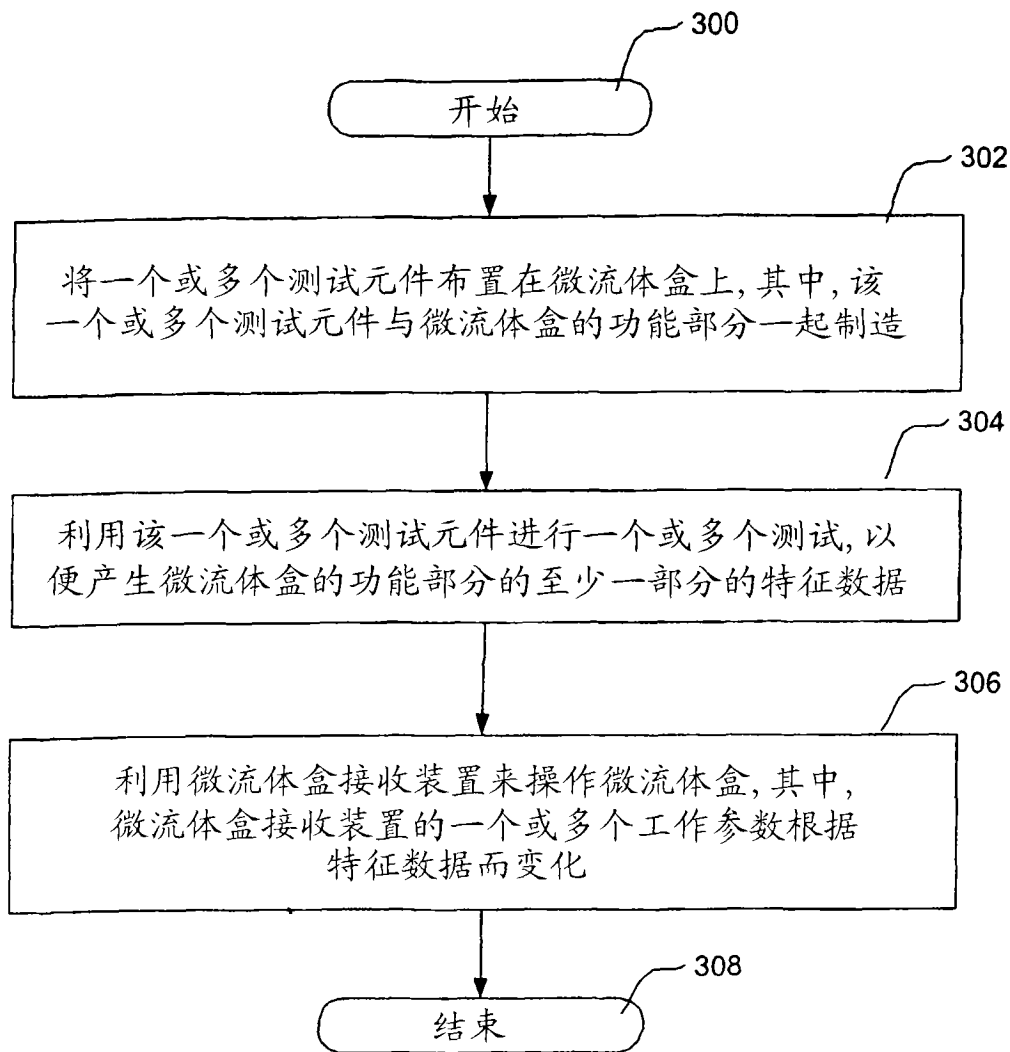 300
开始
302
将一个或多个测试元件布置在微流体盒上,其中,该
一个或多个测试元件与微流体盒的功能部分一起制造
304
利用该一个或多个测试元件进行一个或多个测试,以
便产生微流体盒的功能部分的至少一部分的特征数据
306
利用微流体盒接收装置来操作微流体盒,其中,
微流体盒接收装置的一个或多个工作参数根据
特征数据而变化
308
结束